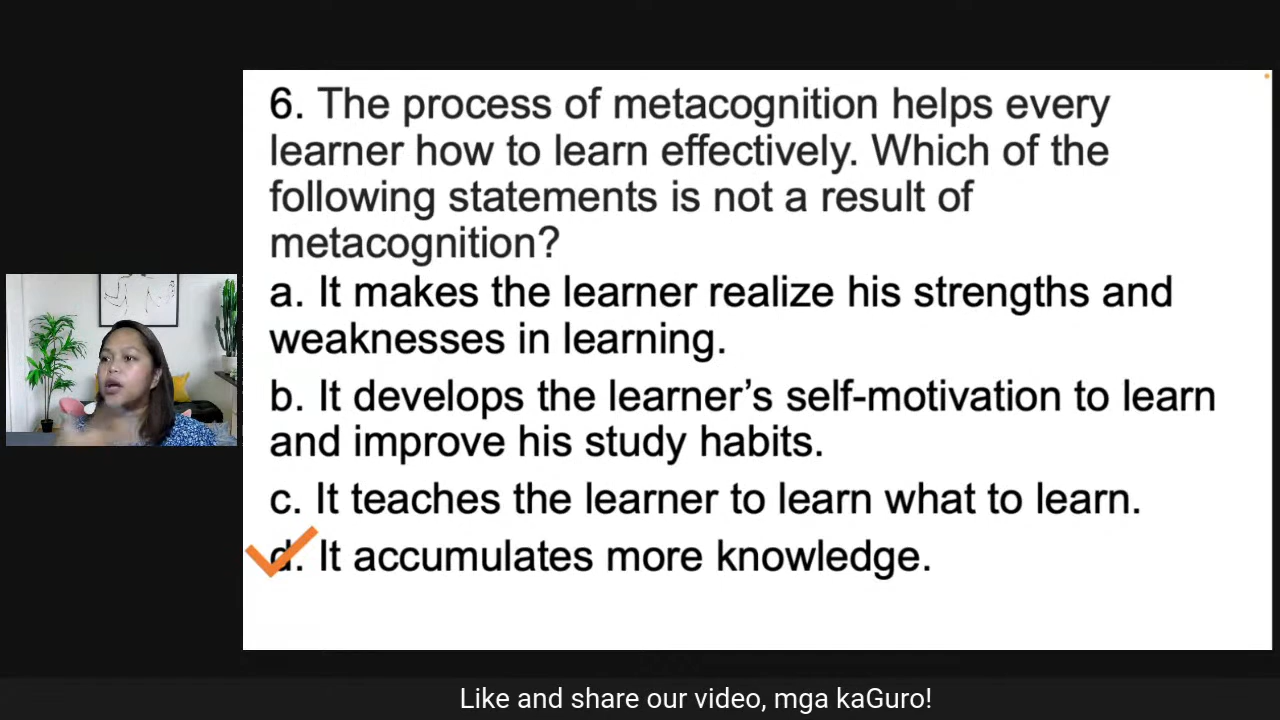 6. The process of metacognition helps every
learner how to learn effectively. Which of the
following statements is not a result of
metacognition?
a. It makes the learner realize his strengths and
weaknesses in learning.
b. It develops the learner’s self-motivation to learn
and improve his study habits.
c. It teaches the learner to learn what to learn.
d. It accumulates more knowledge.
Like and share our video, mga kaGuro!